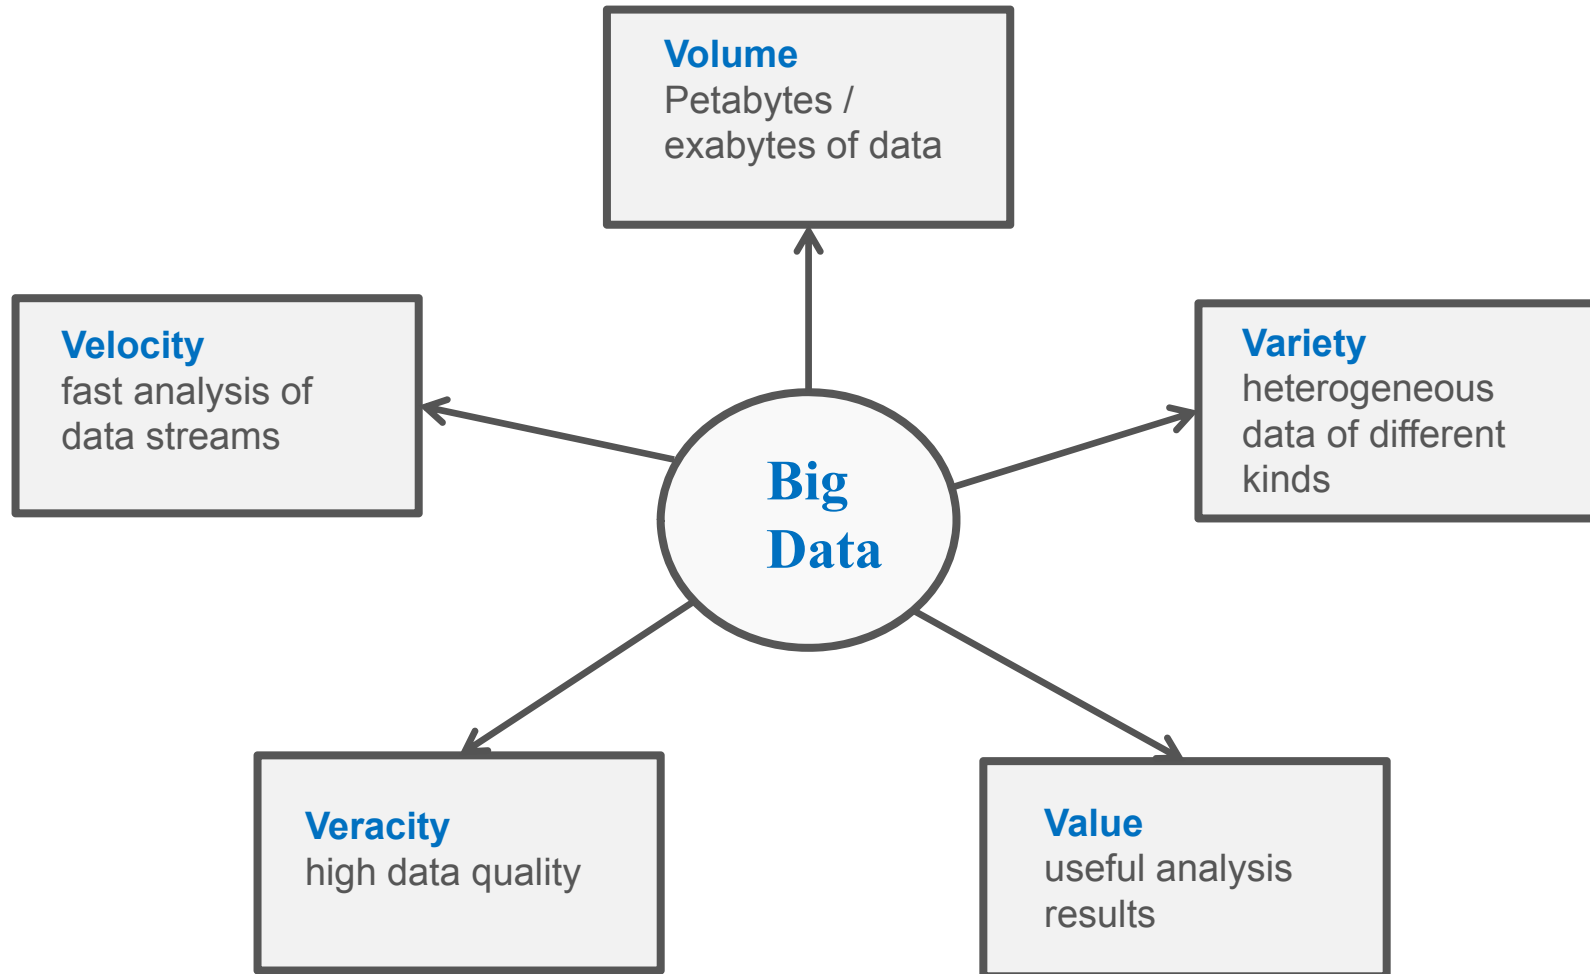 Volume
Petabytes /
exabytes of data
Velocity
fast analysis of
data streams
Variety
heterogeneous
data of different
kinds
Big
Data
Veracity
high data quality
Value
useful analysis
results